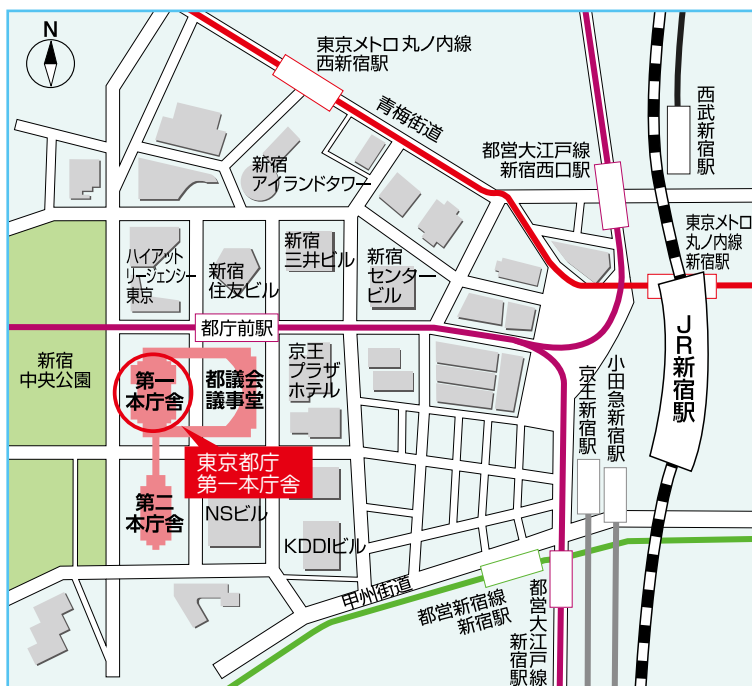 N
東京メトロ 丸ノ内線
西新宿駅
青梅街道
西武新宿駅
都営大江戸線
新宿西口駅
新宿
アイランドタワー
東京メトロ
丸ノ内線
新宿駅
ハイアット
リージェンシー
東京
新宿
住友ビル
新宿
三井ビル
新宿
センター
ビル
都庁前駅
JR新宿駅
新宿
中央公園
第一
本庁舎
都議会
議事堂
京王
プラザ
ホテル
小田急新宿駅
京王新宿駅
東京都庁
第一本庁舎
第二
本庁舎
NSビル
KDDIビル
甲州街道
都営新宿線
新宿駅
都営大江戸線
新宿駅